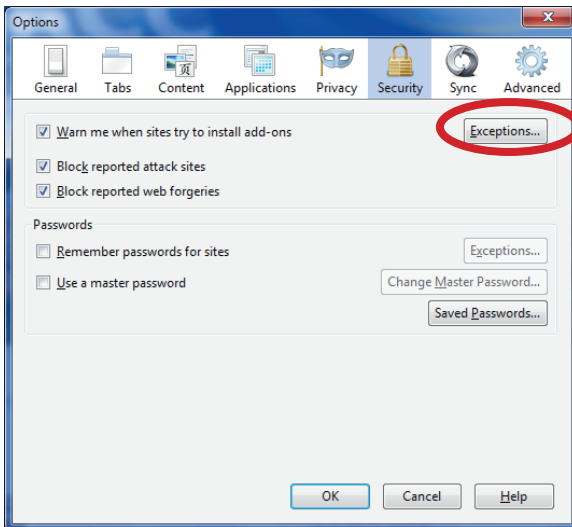 Options
General Tabs Content Applications Privacy Security Sync Advanced
Warn me when sites try to install add-ons Exceptions...
Block reported attack sites
Block reported web forgeries
Passwords
Remember passwords for sites Exceptions...
Use a master password Change Master Password...
Saved Passwords...
OK Cancel Help